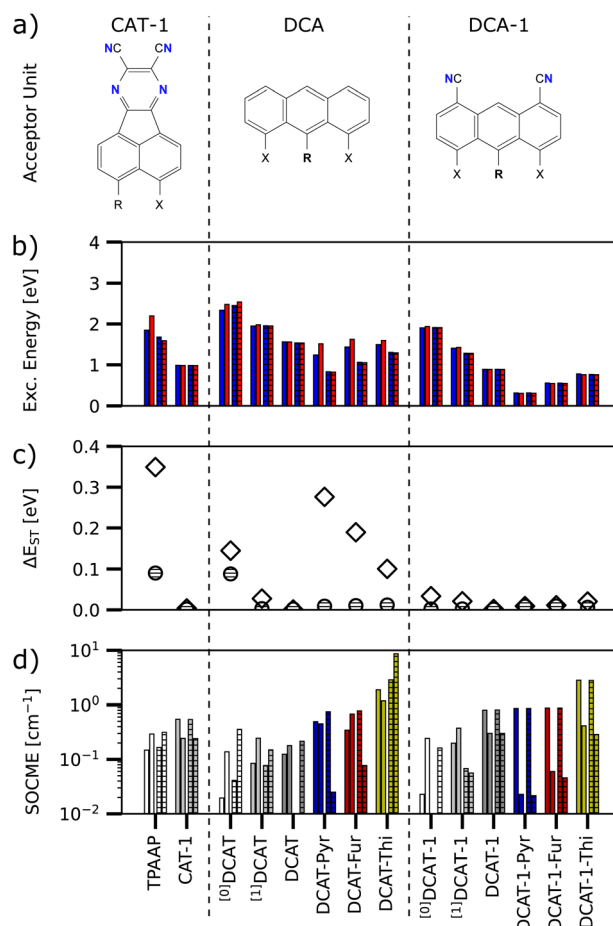 a)
CAT-1
DCA
DCA-1
Acceptor Unit
NC
CN
N
N
R
X
X
R
X
NC
CN
X
R
X
b)
Exc. Energy [eV]
4
3
2
1
0
c)
ΔE_ST [eV]
0.4
0.3
0.2
0.1
0.0
d)
SOCME [cm⁻¹]
10¹
10⁰
10⁻¹
10⁻²
TPAAP
CAT-1
[0]DCAT
[1]DCAT
DCAT
DCAT-Pyr
DCAT-Fur
DCAT-Thi
[0]DCAT-1
[1]DCAT-1
DCAT-1
DCAT-1-Pyr
DCAT-1-Fur
DCAT-1-Thi